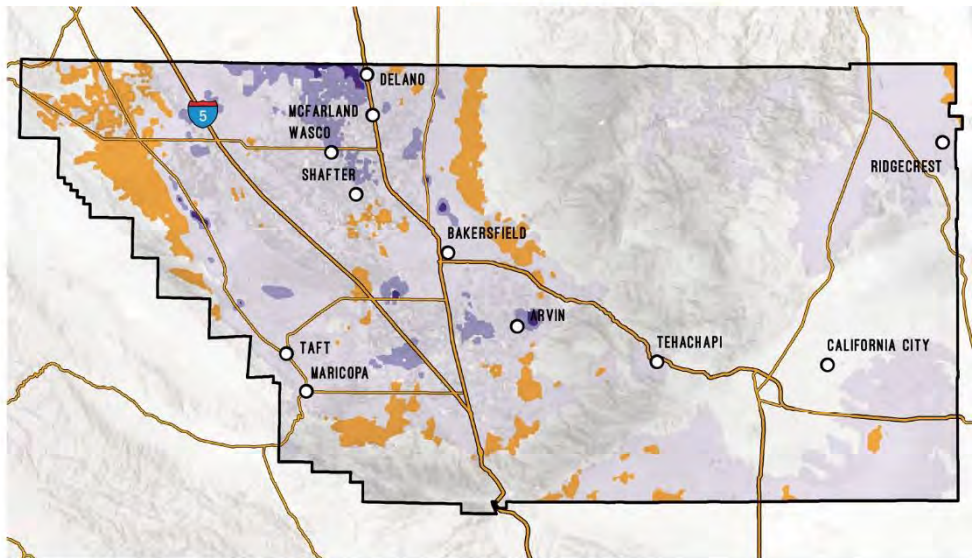 DELANO
5
MCFARLAND
WASCO
RIDGECREST
SHAFTER
BAKERSFIELD
ARVIN
TAFT
TEHACHAPI
CALIFORNIA CITY
MARICOPA